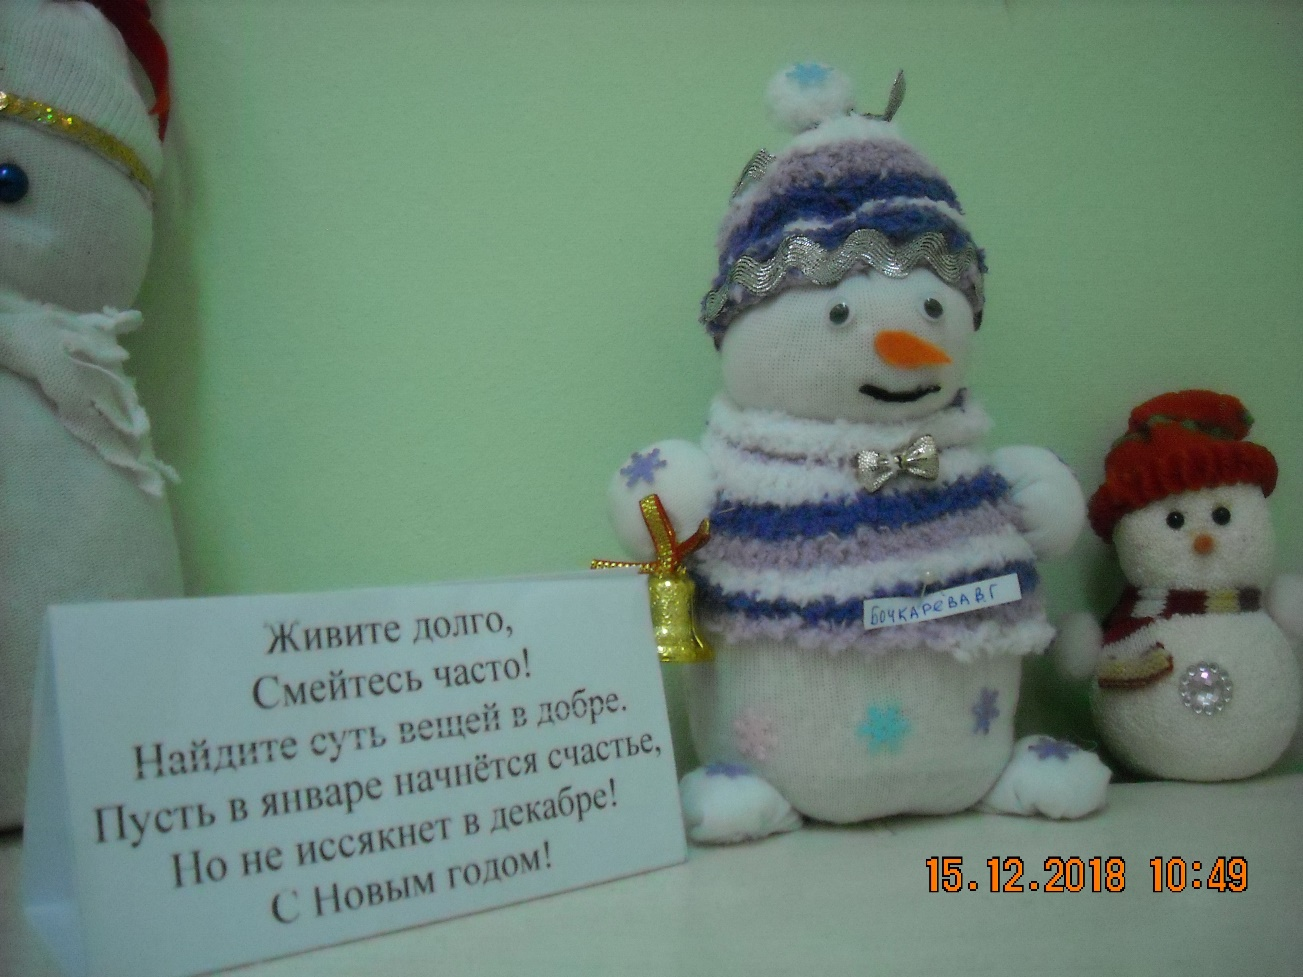 Живите долго,
Смейтесь часто!
Найдите суть вещей в добре.
Пусть в январе начнётся счастье,
Но не иссякнет в декабре!
С Новым годом!
БОЧКАРЕВА В.Г
15.12.2018 10:49